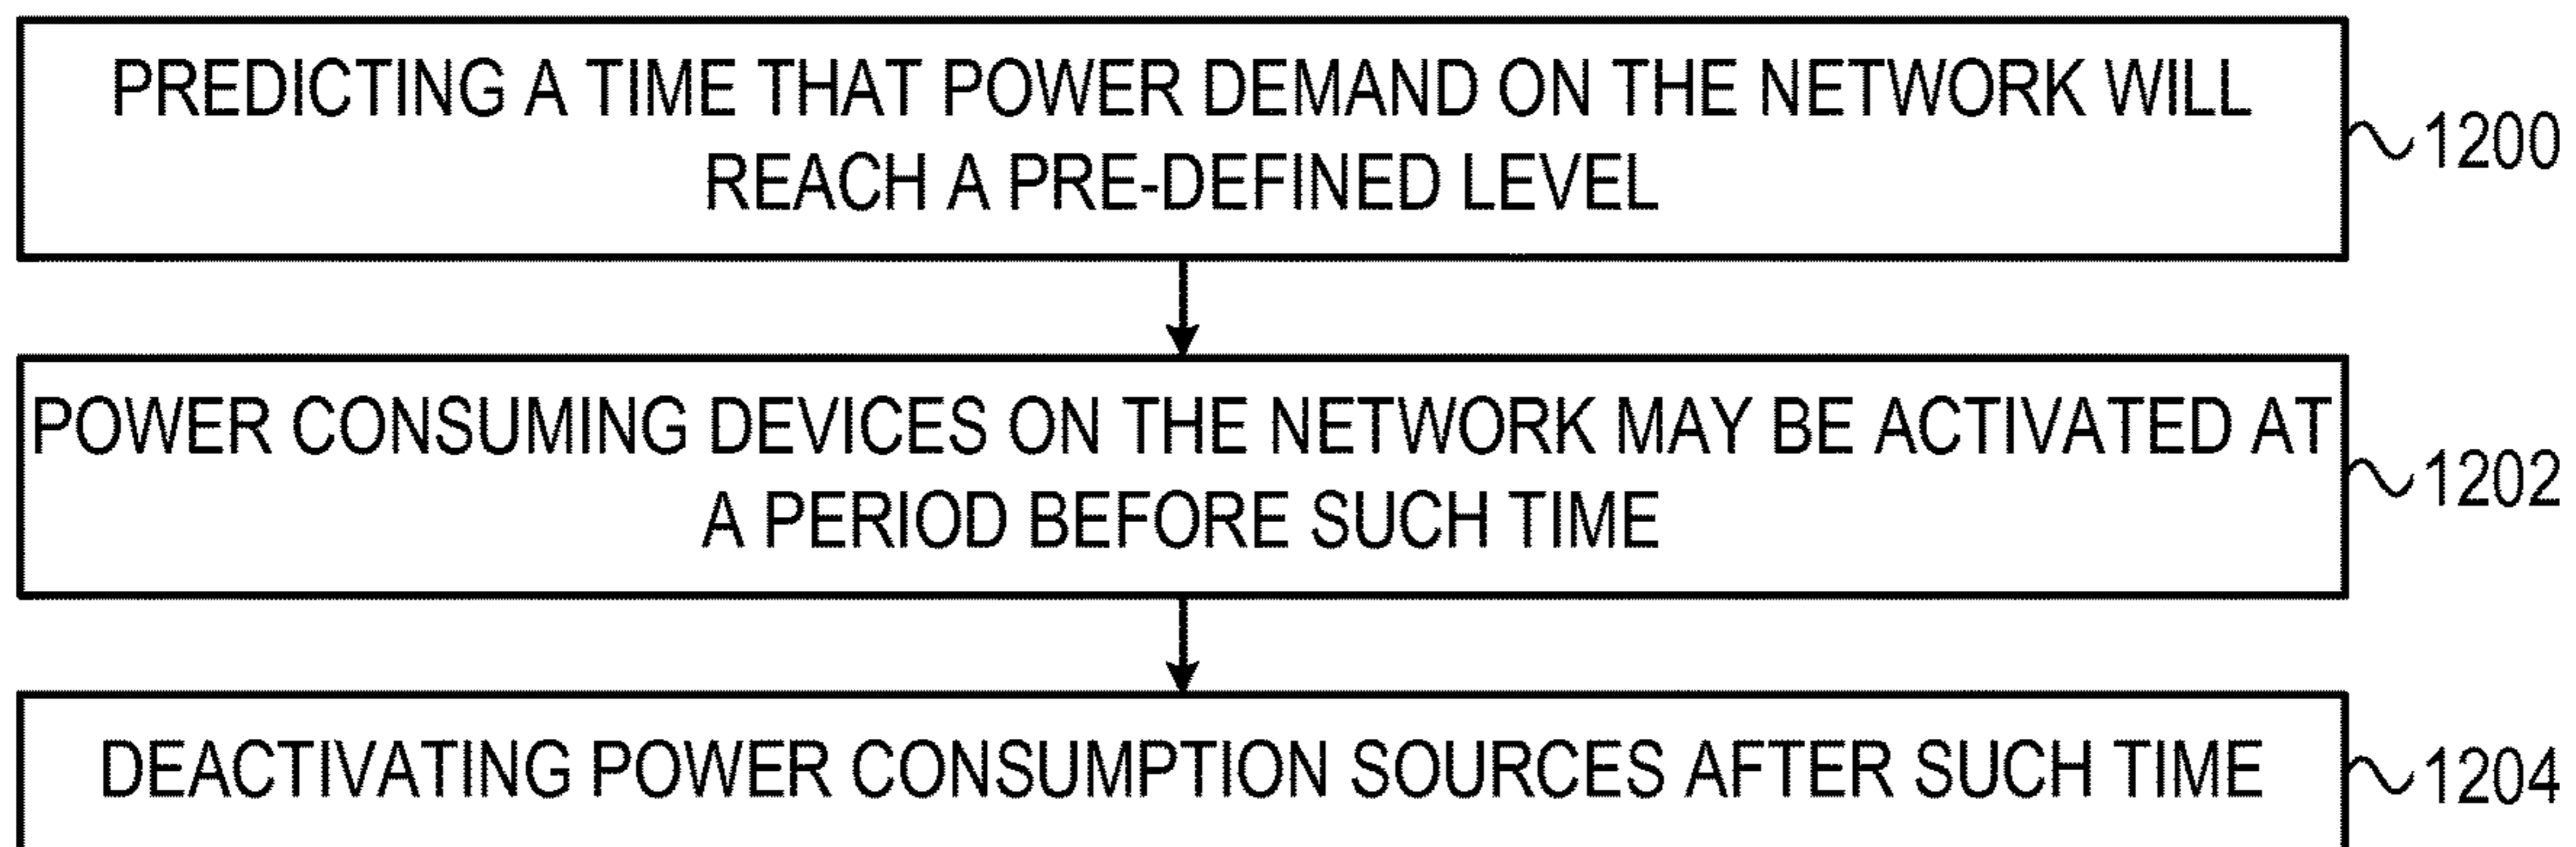 PREDICTING A TIME THAT POWER DEMAND ON THE NETWORK WILL
REACH A PRE-DEFINED LEVEL
1200
POWER CONSUMING DEVICES ON THE NETWORK MAY BE ACTIVATED AT
A PERIOD BEFORE SUCH TIME
1202
DEACTIVATING POWER CONSUMPTION SOURCES AFTER SUCH TIME
1204